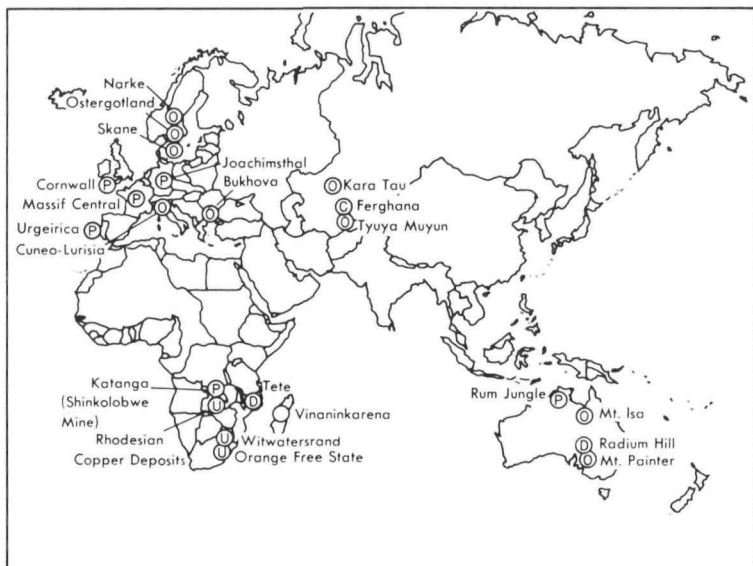 Narke
Ostergotland
O
O
Skane
O
Joachimsthal
Bukhova
Cornwall P
P
Massif Central P
O Kara Tau
C Ferghana
O Tyuya Muyun
O
O
Urgeirica P
Cuneo-Lurisia
Katanga P
(Shinkolobwe
Mine)
U
D Tete
Vinaninkarena
Rhodesian
Copper Deposits
U Witwatersrand
U Orange Free State
Rum Jungle P
O Mt. Isa
D Radium Hill
O Mt. Painter